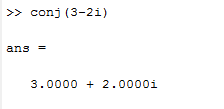 >> conj(3-2i)
ans =
3.0000 + 2.0000i